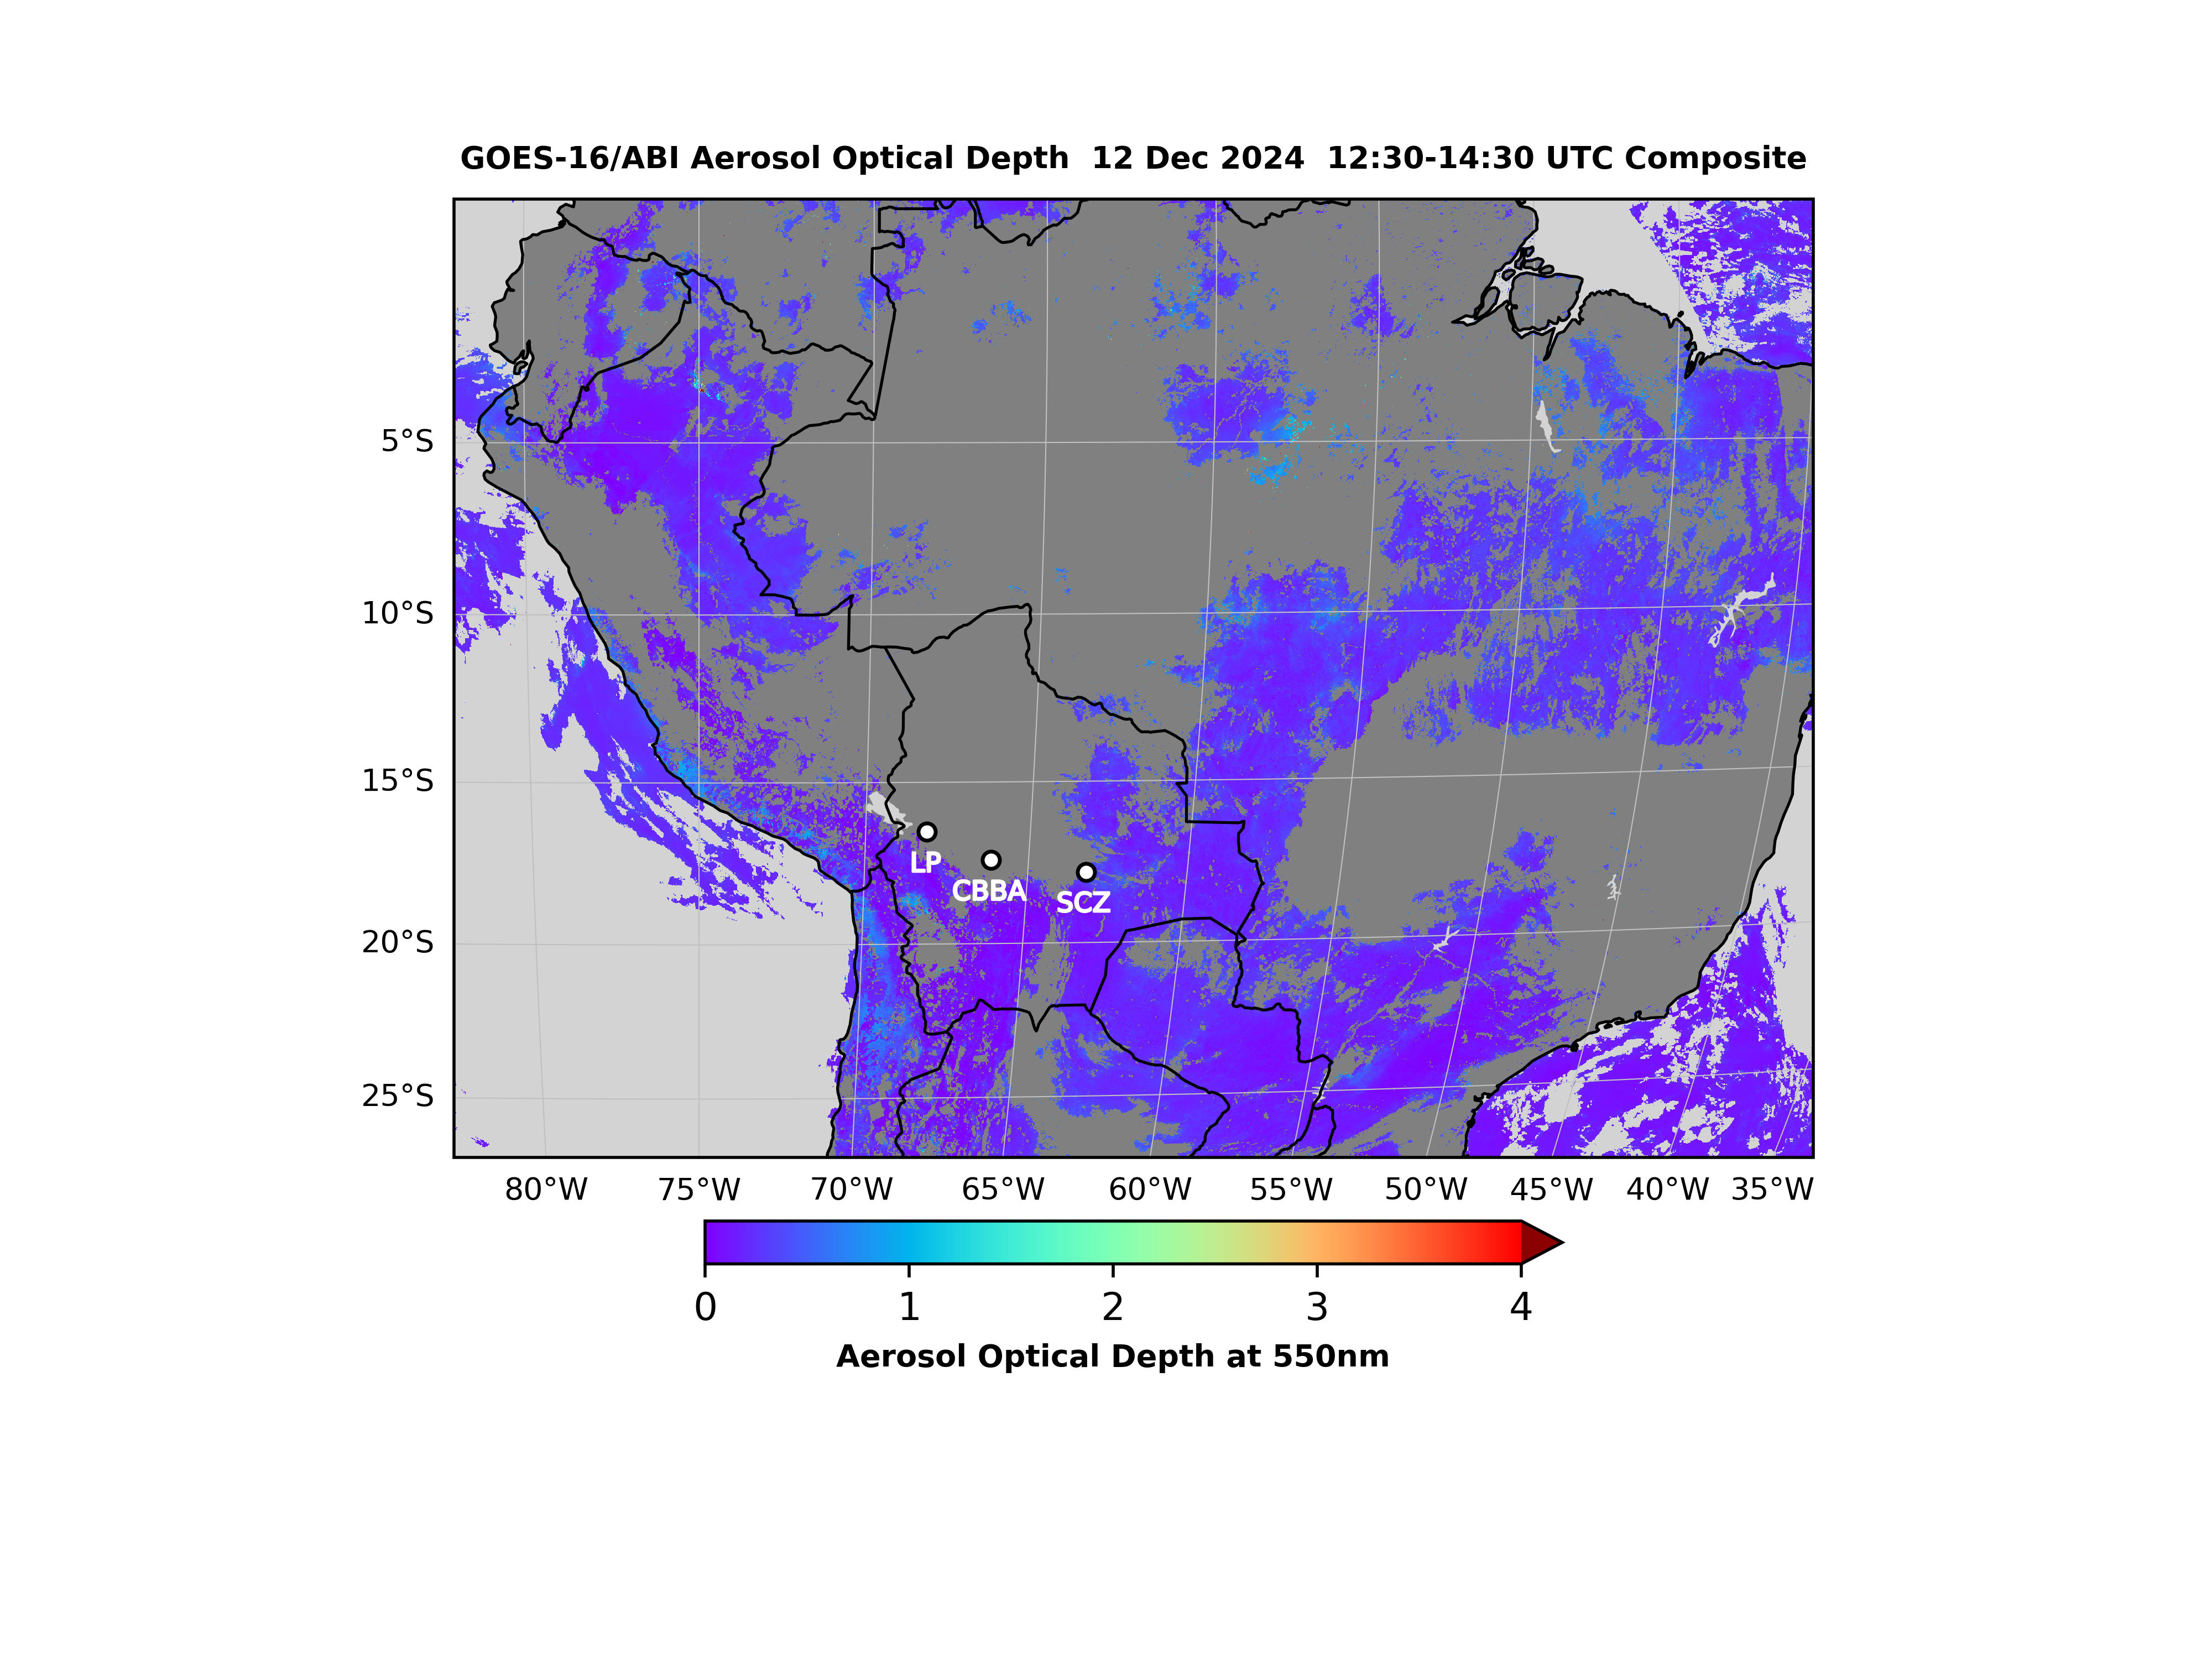 GOES-16/ABI Aerosol Optical Depth  12 Dec 2024  12:30-14:30 UTC Composite
5°S
10°S
15°S
LP
CBBA
SCZ
20°S
25°S
80°W 75°W 70°W 65°W 60°W 55°W 50°W 45°W 40°W 35°W
0 1 2 3 4
Aerosol Optical Depth at 550nm